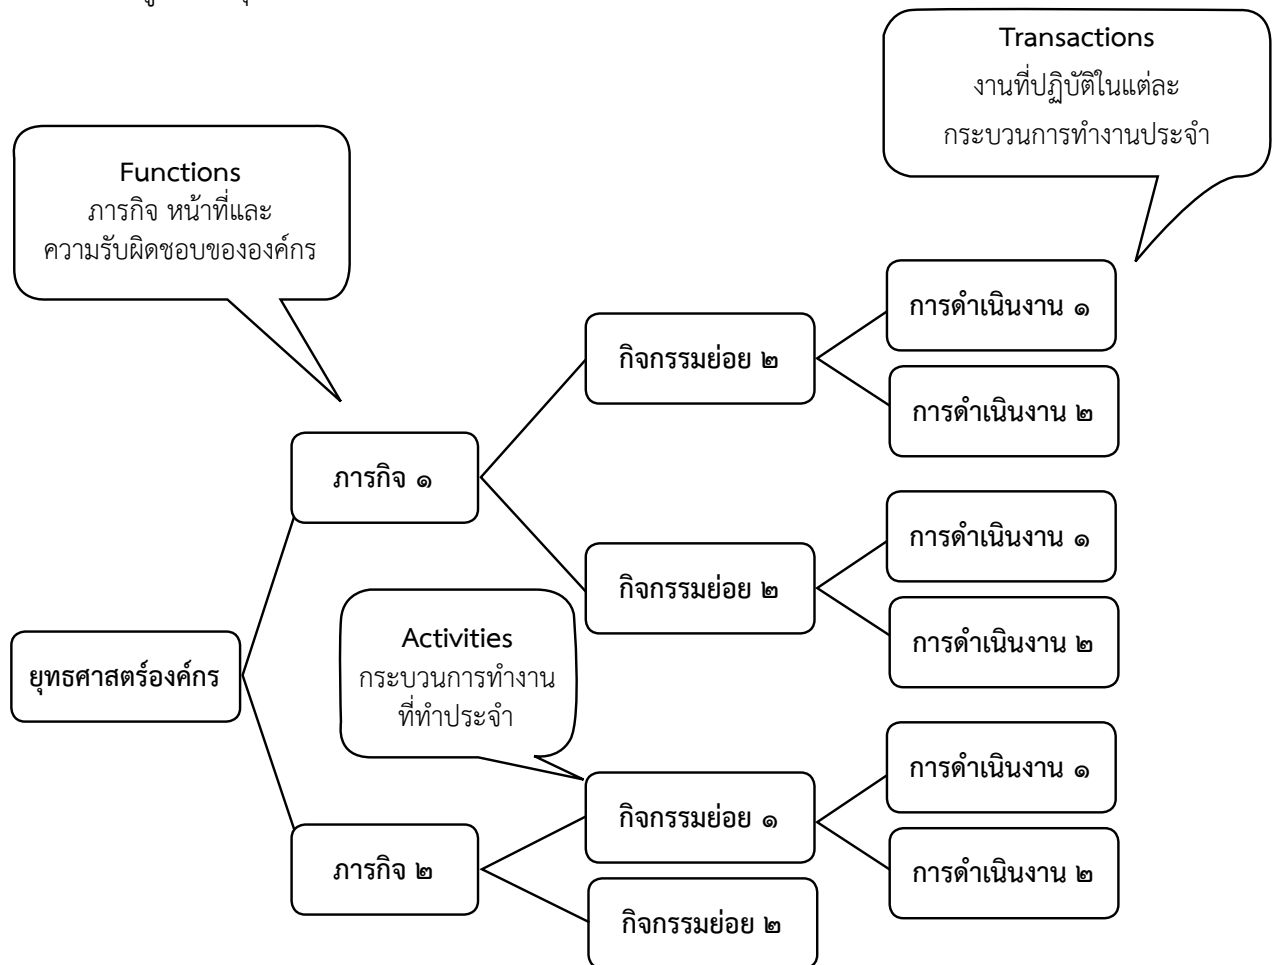 Transactions
งานที่ปฏิบัติในแต่ละ
กระบวนการทำงานประจำ
Functions
ภารกิจ หน้าที่และ
ความรับผิดชอบขององค์กร
การดำเนินงาน ๑
กิจกรรมย่อย ๒
การดำเนินงาน ๒
ภารกิจ ๑
การดำเนินงาน ๑
กิจกรรมย่อย ๒
การดำเนินงาน ๒
Activities
กระบวนการทำงาน
ที่ทำประจำ
ยุทธศาสตร์องค์กร
การดำเนินงาน ๑
กิจกรรมย่อย ๑
การดำเนินงาน ๒
ภารกิจ ๒
กิจกรรมย่อย ๒